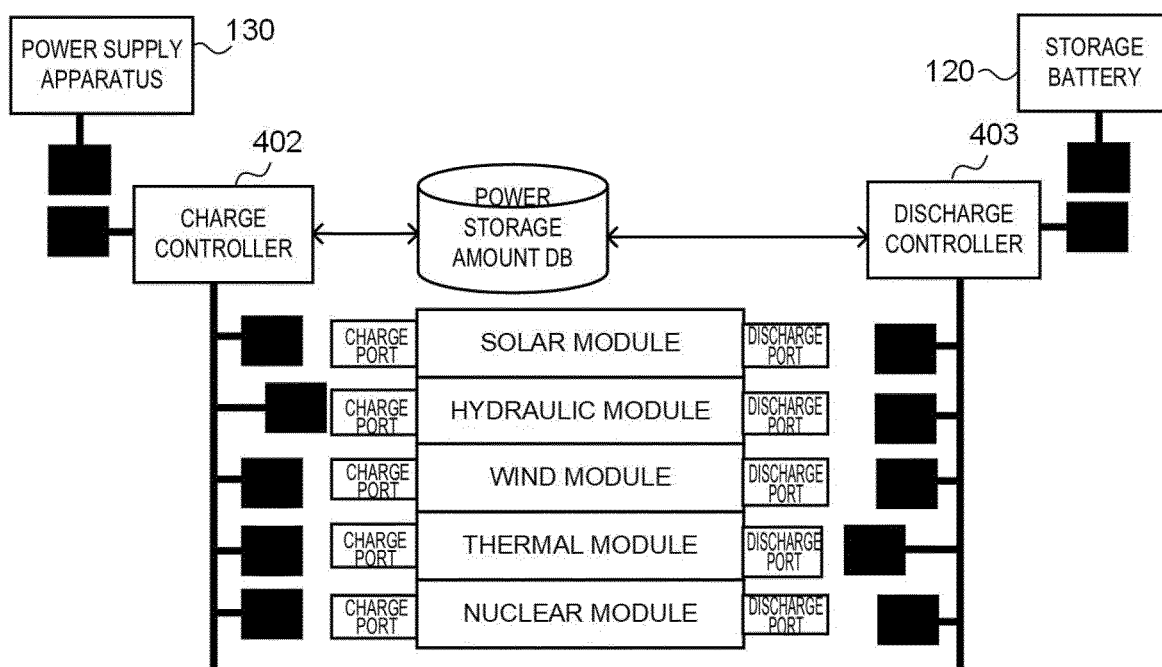 POWER SUPPLY
APPARATUS
130
STORAGE
BATTERY
120
402
403
CHARGE
CONTROLLER
POWER
STORAGE
AMOUNT DB
DISCHARGE
CONTROLLER
CHARGE
PORT
SOLAR MODULE
DISCHARGE
PORT
CHARGE
PORT
HYDRAULIC MODULE
DISCHARGE
PORT
CHARGE
PORT
WIND MODULE
DISCHARGE
PORT
CHARGE
PORT
THERMAL MODULE
DISCHARGE
PORT
CHARGE
PORT
NUCLEAR MODULE
DISCHARGE
PORT